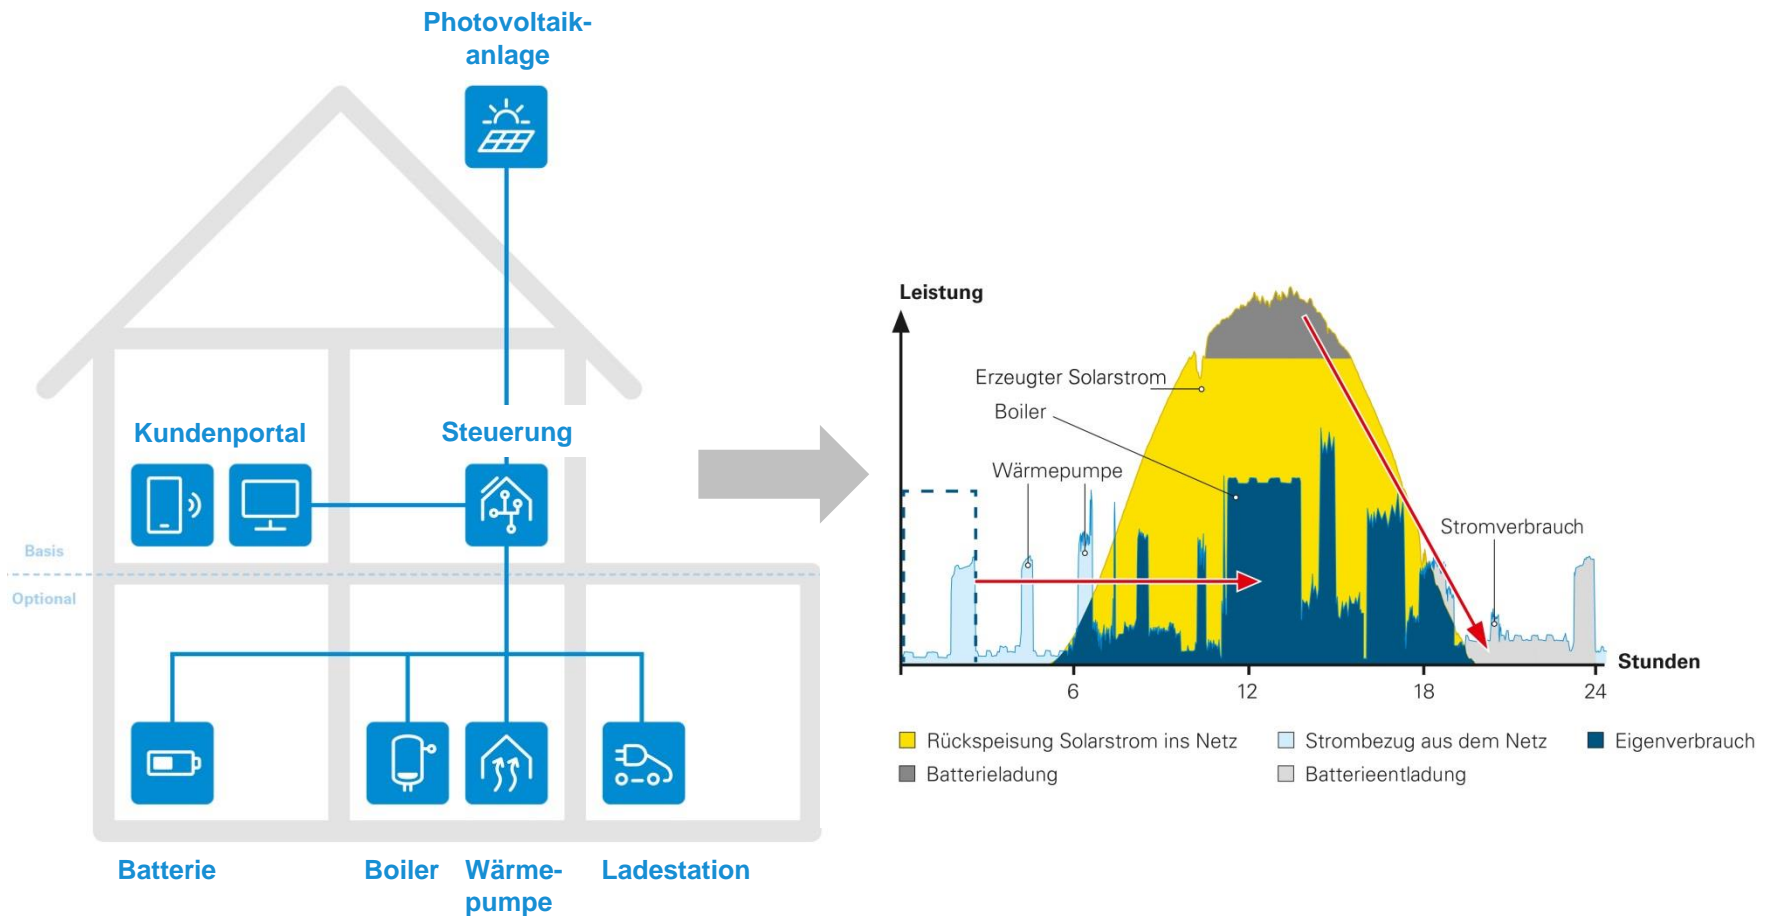 Photovoltaik-
anlage
Kundenportal
Steuerung
Basis
Optional
Batterie
Boiler
Wärme-
pumpe
Ladestation
Leistung
Erzeugter Solarstrom
Boiler
Wärmepumpe
Stromverbrauch
Stunden
6
12
18
24
Rückspeisung Solarstrom ins Netz
Strombezug aus dem Netz
Eigenverbrauch
Batterieladung
Batterieentladung